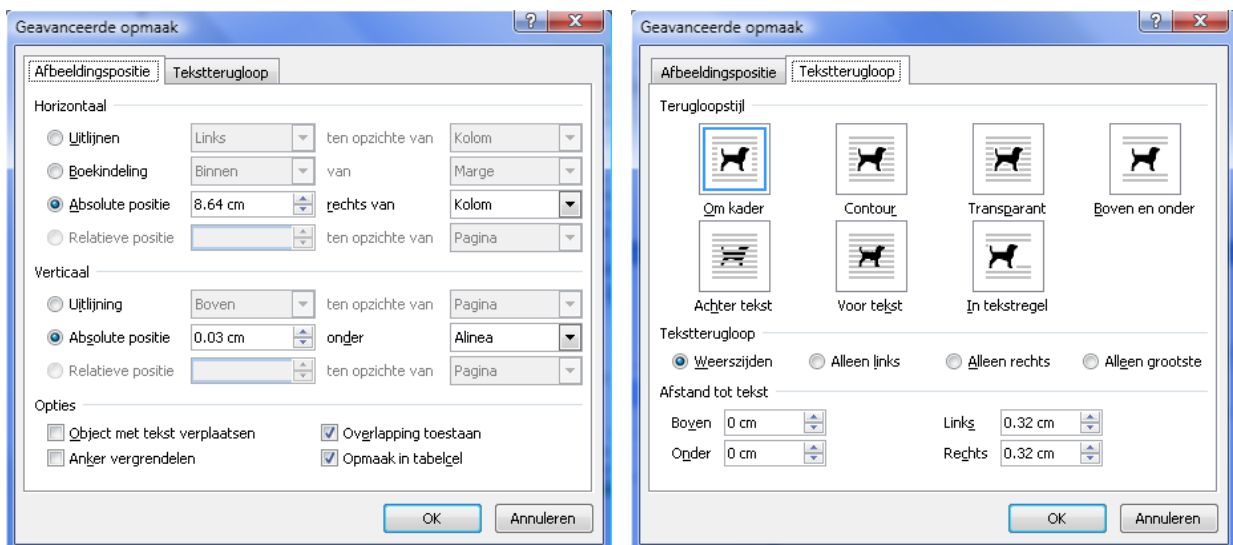 Geavanceerde opmaak
Afbeeldingspositie Tekstterugloop
Horizontaal
Uitlijnen Links ten opzichte van Kolom
Boekindeling Binnen van Marge
Absolute positie 8.64 cm rechts van Kolom
Relatieve positie ten opzichte van Pagina
Verticaal
Uitlijning Boven ten opzichte van Pagina
Absolute positie 0.03 cm onder Alinea
Relatieve positie ten opzichte van Pagina
Opties
Object met tekst verplaatsen Overlapping toestaan
Anker vergrendelen Opmaak in tabelcel
OK Annuleren
Geavanceerde opmaak
Afbeeldingspositie Tekstterugloop
Terugloopstijl
Om kader Contour Transparant Boven en onder
Achter tekst Voor tekst In tekstregel
Tekstterugloop
Weerszijden Alleen links Alleen rechts Alleen grootste
Afstand tot tekst
Boven 0 cm Links 0.32 cm
Onder 0 cm Rechts 0.32 cm
OK Annuleren